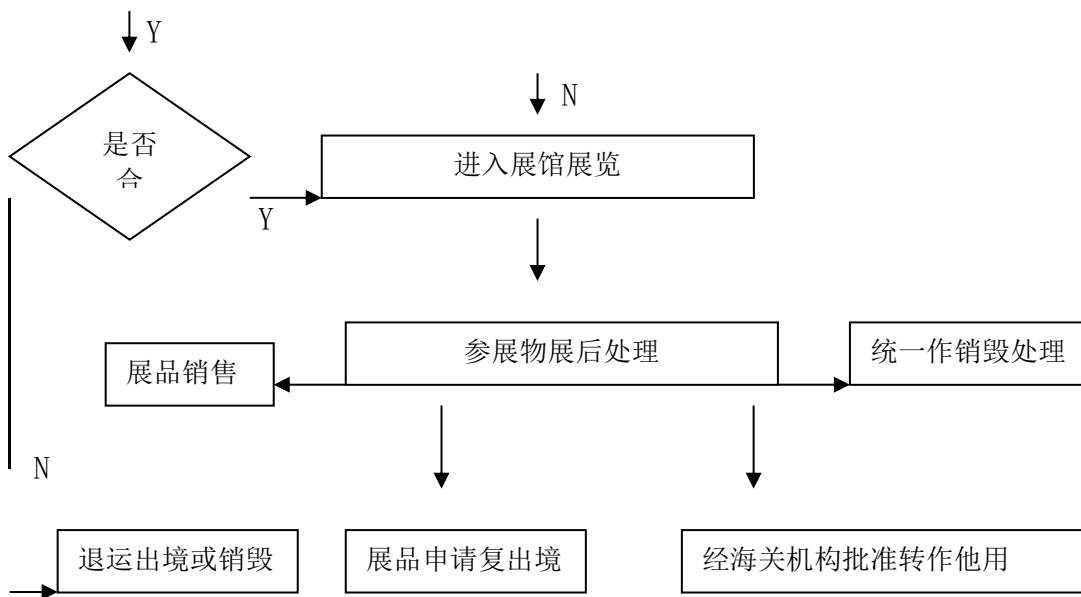 Y
N
是否
合
进入展馆展览
Y
参展物展后处理
统一作销毁处理
展品销售
N
退运出境或销毁
展品申请复出境
经海关机构批准转作他用